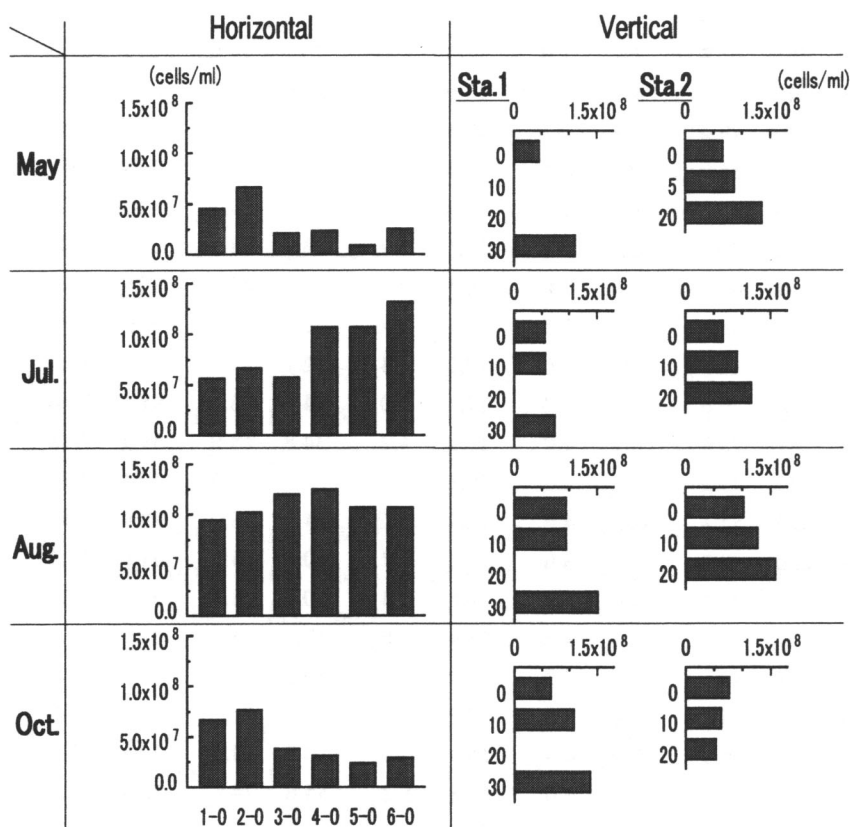 Horizontal Vertical
May
(cells/ml)
1.5x10 8
1.0x10 8
5.0x10 7
0.0
Sta.1
0 1.5x10 8
0
10
20
30
Sta.2 (cells/ml)
0 1.5x10 8
0
5
20
Jul.
1.5x10 8
1.0x10 8
5.0x10 7
0.0
0 1.5x10 8
0
10
20
30
0 1.5x10 8
0
10
20
Aug.
1.5x10 8
1.0x10 8
5.0x10 7
0.0
0 1.5x10 8
0
10
20
30
0 1.5x10 8
0
10
20
Oct.
1.5x10 8
1.0x10 8
5.0x10 7
0.0
1-0 2-0 3-0 4-0 5-0 6-0
0 1.5x10 8
0
10
20
30
0 1.5x10 8
0
10
20